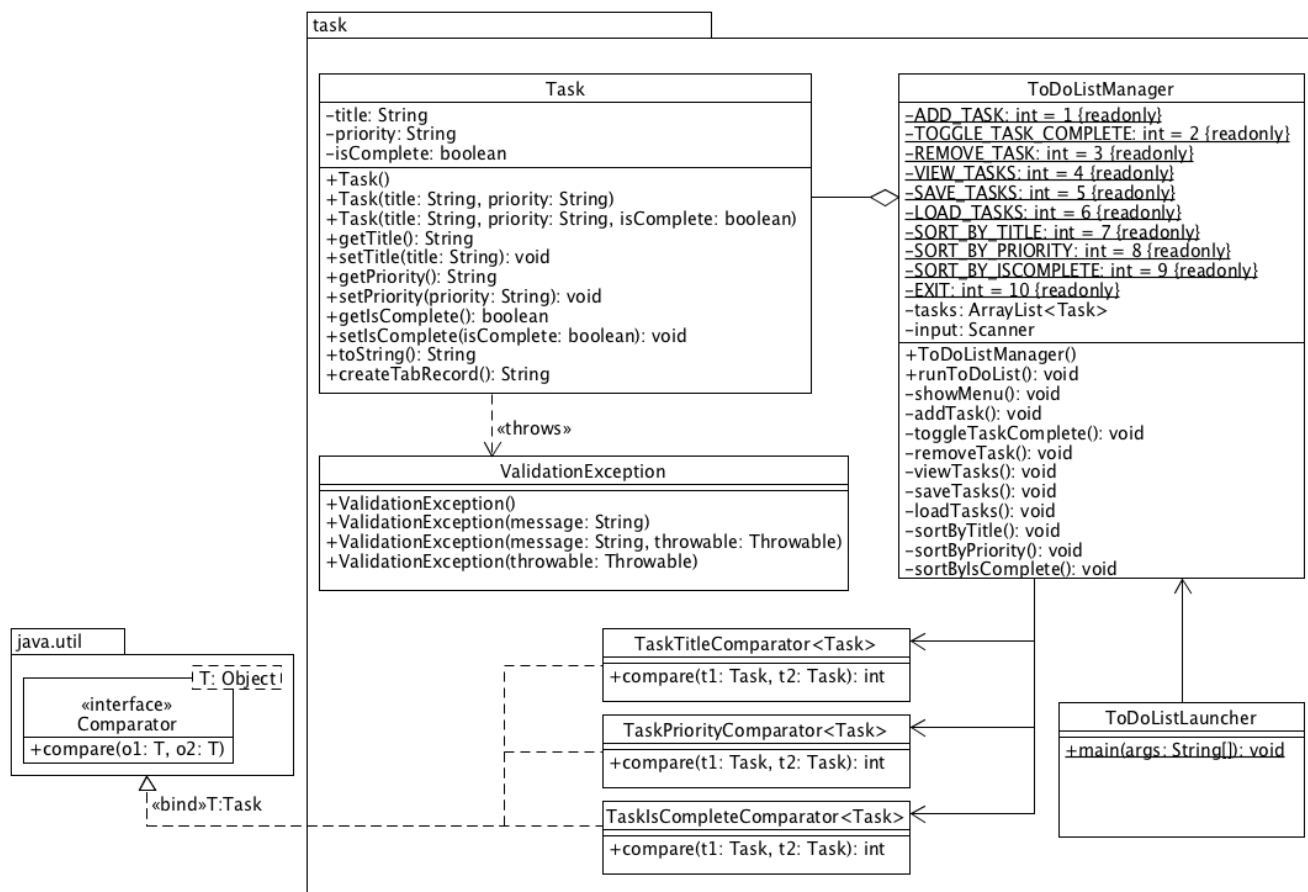 task
Task
-title: String
-priority: String
-isComplete: boolean
+Task()
+Task(title: String, priority: String)
+Task(title: String, priority: String, isComplete: boolean)
+getTitle(): String
+setTitle(title: String): void
+getPriority(): String
+setPriority(priority: String): void
+getIsComplete(): boolean
+setIsComplete(isComplete: boolean): void
+toString(): String
+createTabRecord(): String
«throws»
ValidationException
+ValidationException()
+ValidationException(message: String)
+ValidationException(message: String, throwable: Throwable)
+ValidationException(throwable: Throwable)
ToDoListManager
-ADD_TASK: int = 1 {readonly}
-TOGGLE_TASK_COMPLETE: int = 2 {readonly}
-REMOVE_TASK: int = 3 {readonly}
-VIEW_TASKS: int = 4 {readonly}
-SAVE_TASKS: int = 5 {readonly}
-LOAD_TASKS: int = 6 {readonly}
-SORT_BY_TITLE: int = 7 {readonly}
-SORT_BY_PRIORITY: int = 8 {readonly}
-SORT_BY_ISCOMPLETE: int = 9 {readonly}
-EXIT: int = 10 {readonly}
-tasks: ArrayList<Task>
-input: Scanner
+ToDoListManager()
+runToDoList(): void
-showMenu(): void
-addTask(): void
-toggleTaskComplete(): void
-removeTask(): void
-viewTasks(): void
-saveTasks(): void
-loadTasks(): void
-sortByTitle(): void
-sortByPriority(): void
-sortByIsComplete(): void
java.util
T: Object
«interface»
Comparator
+compare(o1: T, o2: T)
«bind»T:Task
TaskTitleComparator<Task>
+compare(t1: Task, t2: Task): int
TaskPriorityComparator<Task>
+compare(t1: Task, t2: Task): int
TaskIsCompleteComparator<Task>
+compare(t1: Task, t2: Task): int
ToDoListLauncher
+main(args: String[]): void